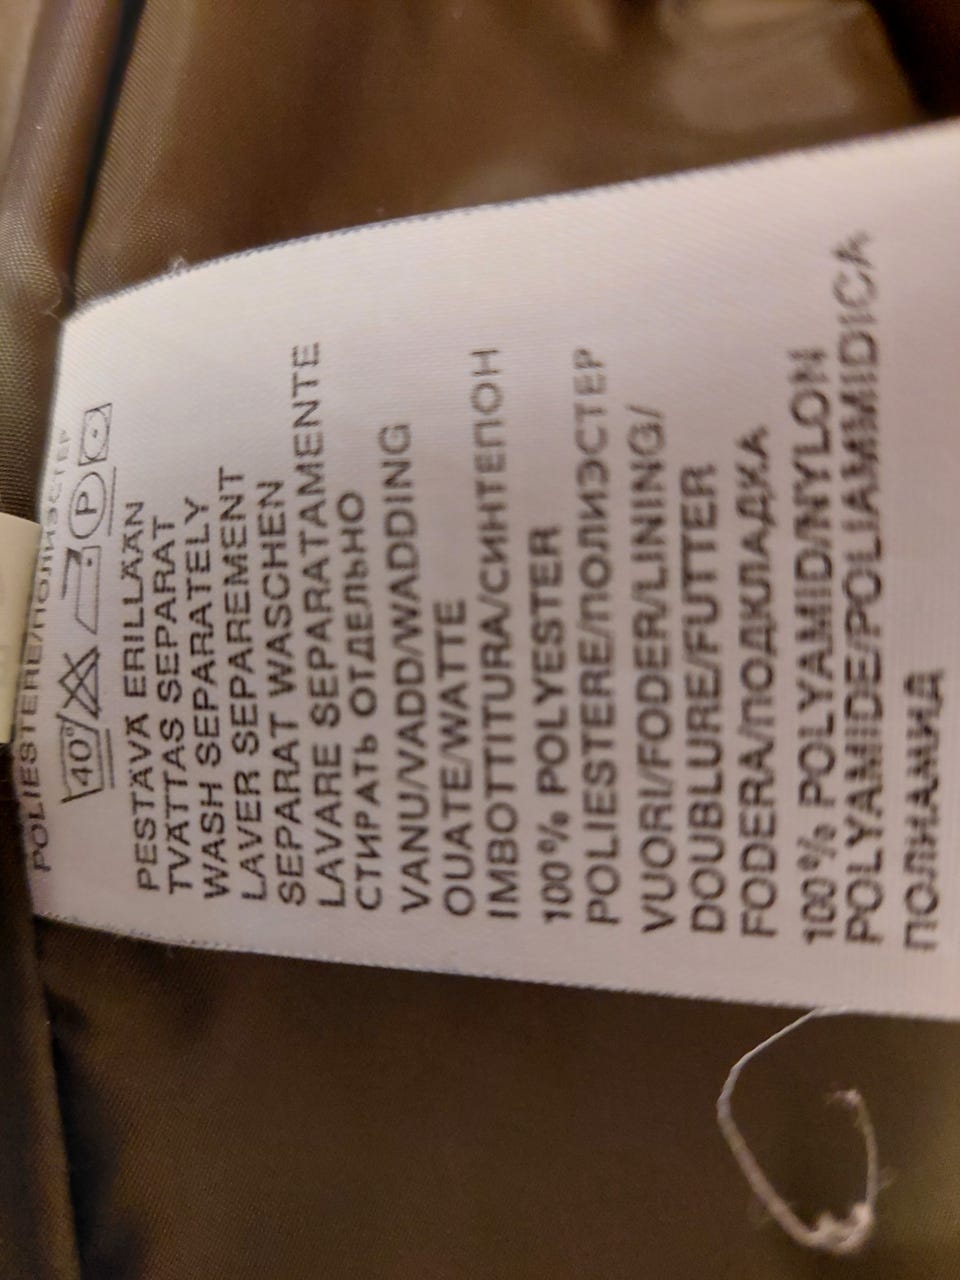 POLIESTERE/ПОЛИЭСТЕР
40° P
PESTÄVÄ ERILLÄÄN
TVÄTTAS SEPARAT
WASH SEPARATELY
LAVER SEPAREMENT
SEPARAT WASCHEN
LAVARE SEPARATAMENTE
СТИРАТЬ ОТДЕЛЬНО
VANU/VADD/WADDING
OUATE/WATTE
IMBOTTITURA/СИНТЕПОН
100% POLYESTER
POLIESTERE/ПОЛИЭСТЕР
VUORI/FODER/LINING/
DOUBLURE/FUTTER
FODERA/ПОДКЛАДКА
100% POLYAMID/NYLON
POLYAMIDE/POLIAMMIDICA
ПОЛИАМИД